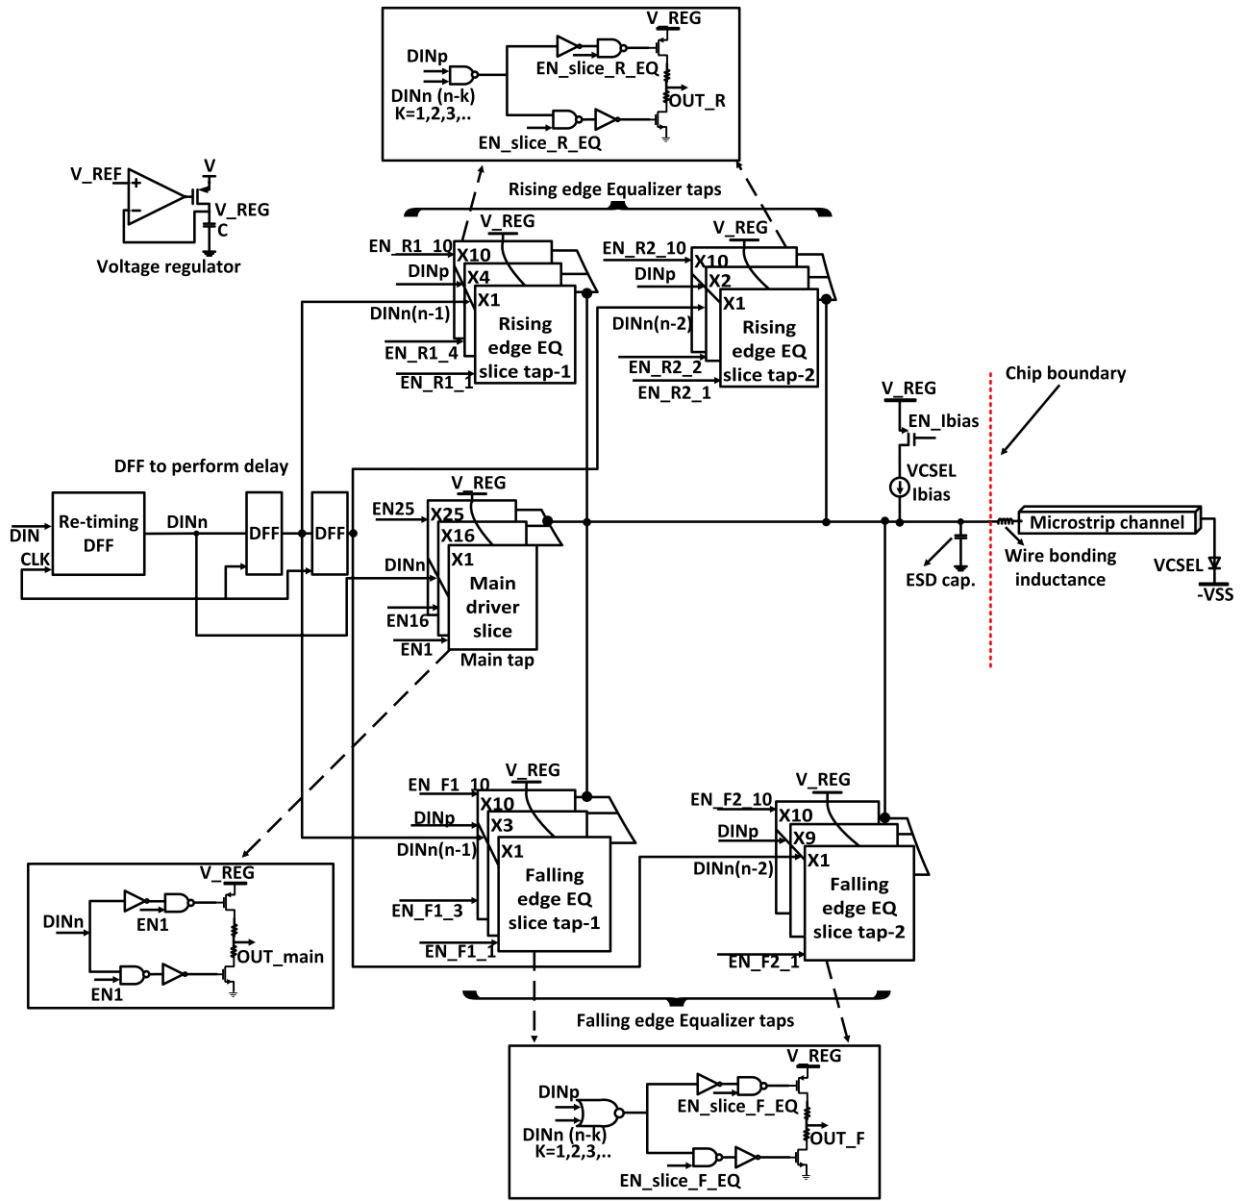 V_REG
DINp
DINn (n-k)
K=1,2,3,..
EN_slice_R_EQ
OUT_R
EN_slice_R_EQ
V_REF
+
−
V
V_REG
C
Voltage regulator
Rising edge Equalizer taps
V_REG
EN_R1_10
X10
DINp
X4
X1
DINn(n-1)
Rising
edge EQ
slice tap-1
EN_R1_4
EN_R1_1
V_REG
EN_R2_10
X10
DINp
X2
X1
DINn(n-2)
Rising
edge EQ
slice tap-2
EN_R2_2
EN_R2_1
Chip boundary
V_REG
EN_Ibias
VCSEL
Ibias
DFF to perform delay
DIN
Re-timing
DFF
CLK
DINn
DFF
DFF
V_REG
EN25
X25
X16
X1
DINn
Main
driver
slice
EN16
EN1
Main tap
ESD cap.
Wire bonding
inductance
Microstrip channel
VCSEL
-VSS
V_REG
EN_F1_10
X10
DINp
X3
X1
DINn(n-1)
Falling
edge EQ
slice tap-1
EN_F1_3
EN_F1_1
V_REG
EN_F2_10
X10
DINp
X9
X1
DINn(n-2)
Falling
edge EQ
slice tap-2
EN_F2_1
V_REG
DINn
EN1
OUT_main
EN1
Falling edge Equalizer taps
V_REG
DINp
DINn (n-k)
K=1,2,3,..
EN_slice_F_EQ
OUT_F
EN_slice_F_EQ